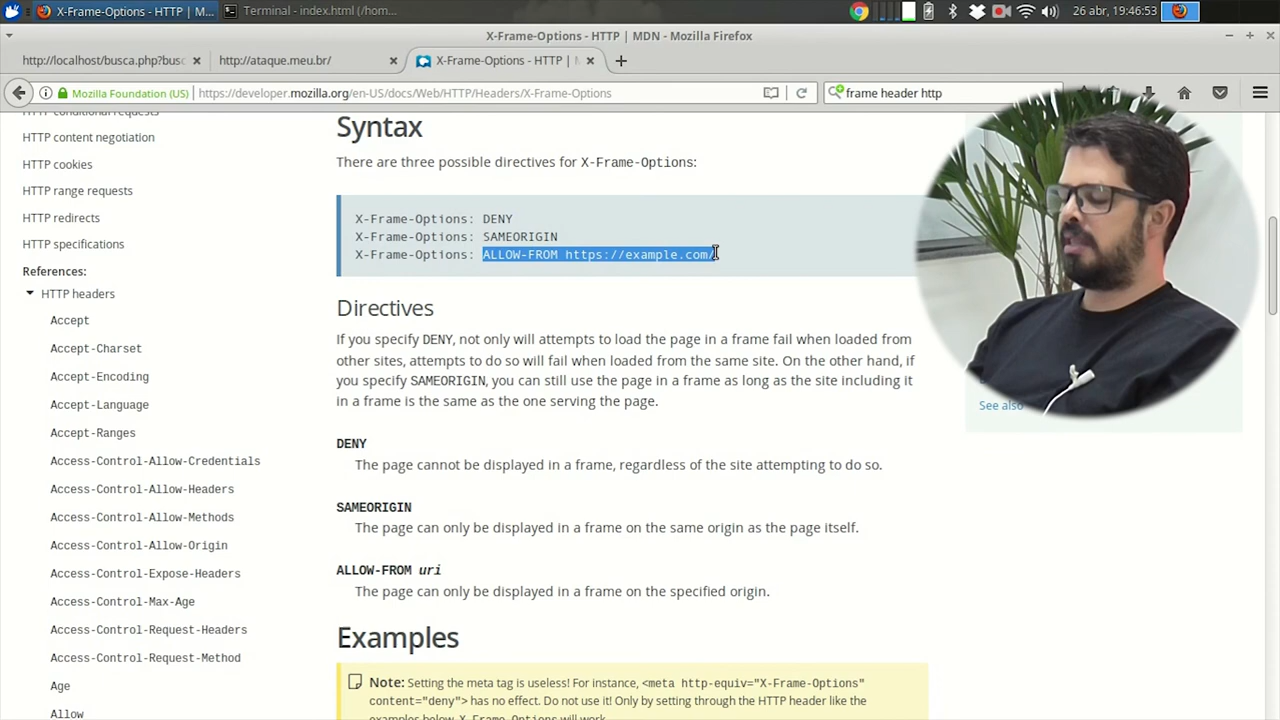 X-Frame-Options - HTTP | M...
Terminal - index.html (/hom...
26 abr, 19:46:53
X-Frame-Options - HTTP | MDN - Mozilla Firefox
http://localhost/busca.php?busc
http://ataque.meu.br/
X-Frame-Options - HTTP |
Mozilla Foundation (US)
https://developer.mozilla.org/en-US/docs/Web/HTTP/Headers/X-Frame-Options
frame header http
HTTP conditional requests
HTTP content negotiation
HTTP cookies
HTTP range requests
HTTP redirects
HTTP specifications
References:
HTTP headers
Accept
Accept-Charset
Accept-Encoding
Accept-Language
Accept-Ranges
Access-Control-Allow-Credentials
Access-Control-Allow-Headers
Access-Control-Allow-Methods
Access-Control-Allow-Origin
Access-Control-Expose-Headers
Access-Control-Max-Age
Access-Control-Request-Headers
Access-Control-Request-Method
Age
Allow
Syntax
There are three possible directives for X-Frame-Options:
X-Frame-Options: DENY
X-Frame-Options: SAMEORIGIN
X-Frame-Options: ALLOW-FROM https://example.com/
Directives
If you specify DENY, not only will attempts to load the page in a frame fail when loaded from
other sites, attempts to do so will fail when loaded from the same site. On the other hand, if
you specify SAMEORIGIN, you can still use the page in a frame as long as the site including it
in a frame is the same as the one serving the page.
DENY
The page cannot be displayed in a frame, regardless of the site attempting to do so.
SAMEORIGIN
The page can only be displayed in a frame on the same origin as the page itself.
ALLOW-FROM uri
The page can only be displayed in a frame on the specified origin.
Examples
Note: Setting the meta tag is useless! For instance, <meta http-equiv="X-Frame-Options"
content="deny"> has no effect. Do not use it! Only by setting through the HTTP header like the
examples below, X-Frame-Options will work.
See also